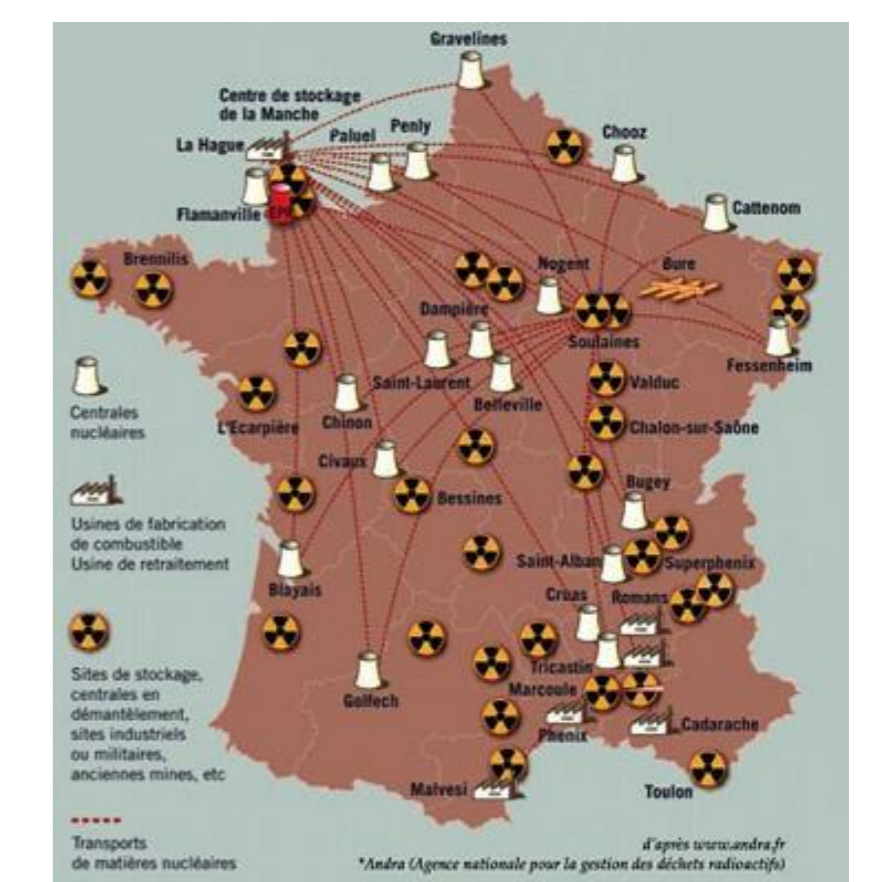 Gravelines
Centre de stockage
de la Manche
La Hague
Paluel
Penly
Chooz
Flamanville
EPR
Cattenom
Brennilis
Nogent
Bure
Dampière
Soulaines
Fessenheim
Saint-Laurent
Belleville
Valduc
Centrales
nucléaires
L'Ecarpière
Chinon
Chalon-sur-Saône
Civaux
Bessines
Bugey
Usines de fabrication
de combustible
Usine de retraitement
Saint-Alban
Superphenix
Blayais
Cruas
Romans
Sites de stockage,
centrales en
démantèlement,
sites industriels
ou militaires,
anciennes mines, etc
Golfech
Tricastin
Marcoule
Phenix
Cadarache
Malvesi
Toulon
Transports
de matières nucléaires
d'après www.andra.fr
*Andra (Agence nationale pour la gestion des déchets radioactifs)